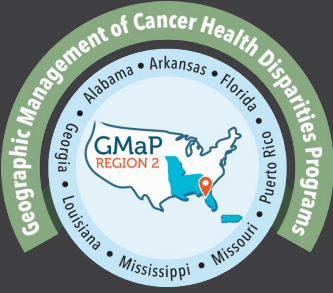 Geographic Management of Cancer Health Disparities Programs
Georgia • Alabama • Arkansas • Florida • Puerto Rico • Missouri • Mississippi • Louisiana •
GMaP
REGION 2